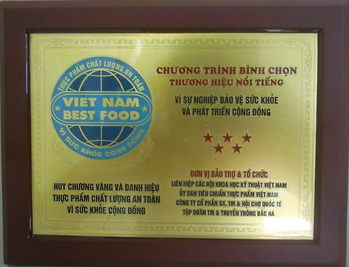 THỰC PHẨM CHẤT LƯỢNG AN TOÀN
VIET NAM
BEST FOOD
VÌ SỨC KHỎE CỘNG ĐỒNG
HUY CHƯƠNG VÀNG VÀ DANH HIỆU
THỰC PHẨM CHẤT LƯỢNG AN TOÀN
VÌ SỨC KHỎE CỘNG ĐỒNG
CHƯƠNG TRÌNH BÌNH CHỌN
THƯƠNG HIỆU NỔI TIẾNG
VÌ SỰ NGHIỆP BẢO VỆ SỨC KHỎE
VÀ PHÁT TRIỂN CỘNG ĐỒNG
ĐƠN VỊ BẢO TRỢ & TỔ CHỨC
LIÊN HIỆP CÁC HỘI KHOA HỌC KỸ THUẬT VIỆT NAM
ỦY BAN TIÊU CHUẨN THỰC PHẨM VIỆT NAM
CÔNG TY CỔ PHẦN SX, TM & HỘI CHỢ QUỐC TẾ
TẬP ĐOÀN TM & TRUYỀN THÔNG BẮC HÀ